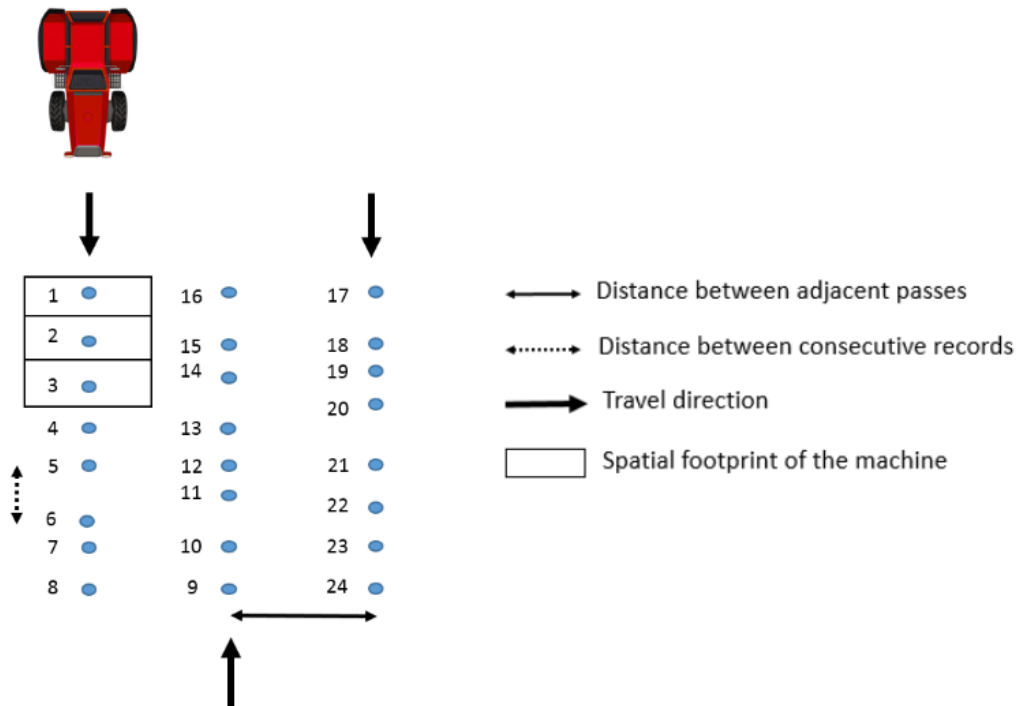 1 16 17
2 15 18
14 19
3 20
4 13
5 12 21
11 22
6
7 10 23
8 9 24
Distance between adjacent passes
Distance between consecutive records
Travel direction
Spatial footprint of the machine